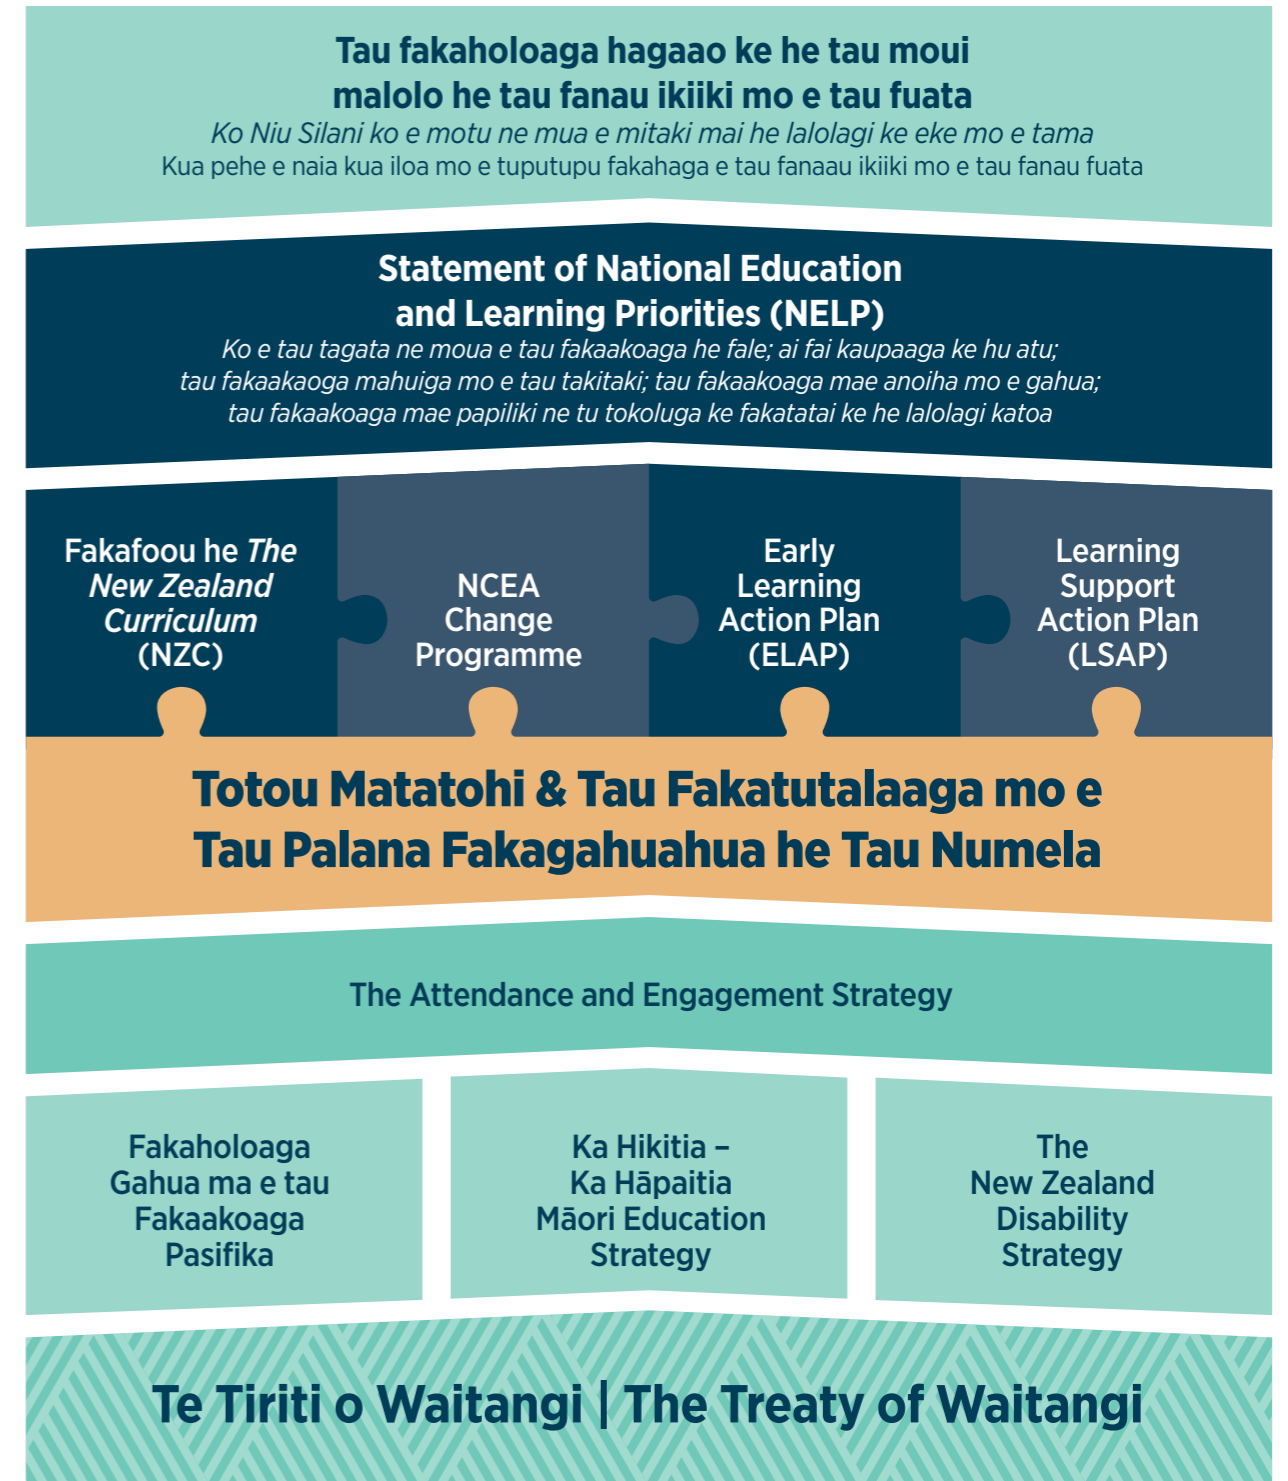 Tau fakaholoaga hagaao ke he tau moui
malolo he tau fanau ikiiki mo e tau fuata
Ko Niu Silani ko e motu ne mua e mitaki mai he lalolagi ke eke mo e tama
Kua pehe e naia kua iloa mo e tuputupu fakahaga e tau fanaau ikiiki mo e tau fanau fuata
Statement of National Education
and Learning Priorities (NELP)
Ko e tau tagata ne moua e tau fakaakoaga he fale; ai fai kaupaaga ke hu atu;
tau fakaakaoga mahuiga mo e tau takitaki; tau fakaakoaga mae anoiha mo e gahua;
tau fakaakoaga mae papiliki ne tu tokoluga ke fakatatai ke he lalolagi katoa
Fakafoou he The
New Zealand
Curriculum
(NZC)
NCEA
Change
Programme
Early
Learning
Action Plan
(ELAP)
Learning
Support
Action Plan
(LSAP)
Totou Matatohi & Tau Fakatutalaaga mo e
Tau Palana Fakagahuahua he Tau Numela
The Attendance and Engagement Strategy
Fakaholoaga
Gahua ma e tau
Fakaakoaga
Pasifika
Ka Hikitia –
Ka Hāpaitia
Māori Education
Strategy
The
New Zealand
Disability
Strategy
Te Tiriti o Waitangi | The Treaty of Waitangi